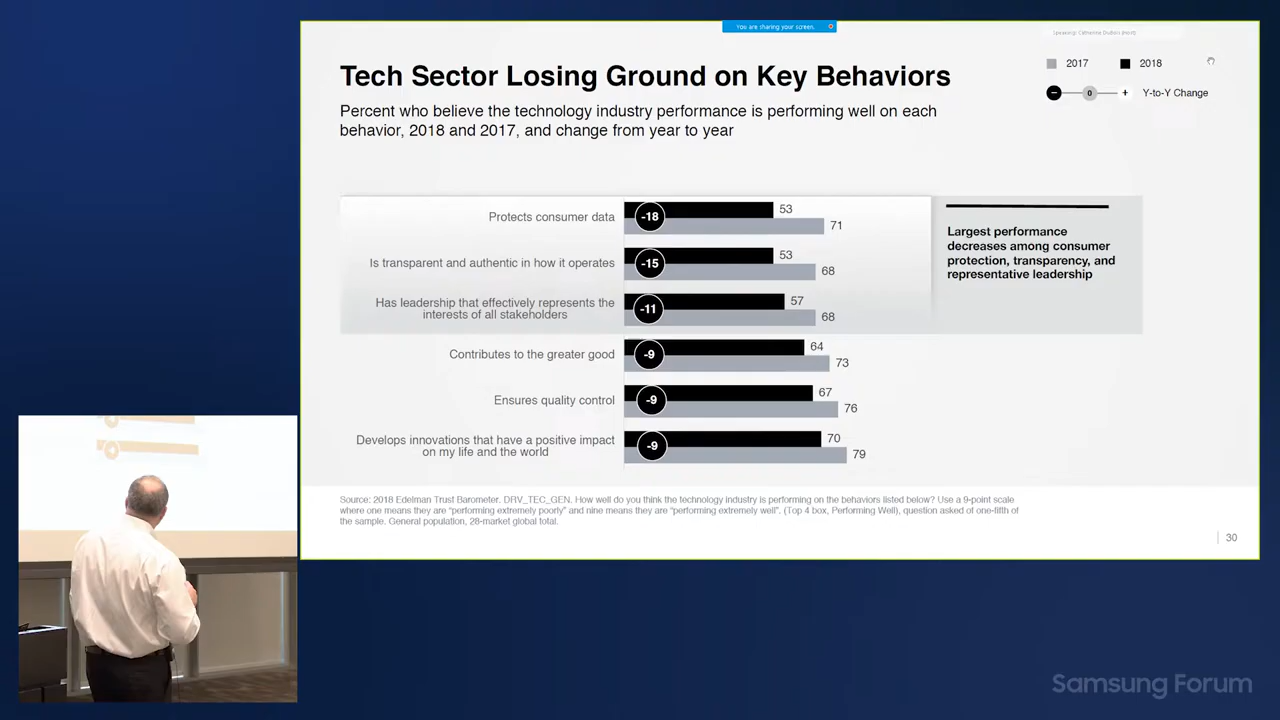 You are sharing your screen.
Speaking: Catherine DuBois (Host)
Tech Sector Losing Ground on Key Behaviors
2017 2018
− 0 + Y-to-Y Change
Percent who believe the technology industry performance is performing well on each
behavior, 2018 and 2017, and change from year to year
Protects consumer data -18 53
71
Is transparent and authentic in how it operates -15 53
68
Has leadership that effectively represents the
interests of all stakeholders -11 57
68
Contributes to the greater good -9 64
73
Ensures quality control -9 67
76
Develops innovations that have a positive impact
on my life and the world -9 70
79
Largest performance
decreases among consumer
protection, transparency, and
representative leadership
Source: 2018 Edelman Trust Barometer. DRV_TEC_GEN. How well do you think the technology industry is performing on the behaviors listed below? Use a 9-point scale
where one means they are “performing extremely poorly” and nine means they are “performing extremely well”. (Top 4 box, Performing Well), question asked of one-fifth of
the sample. General population, 28-market global total.
30
Samsung Forum